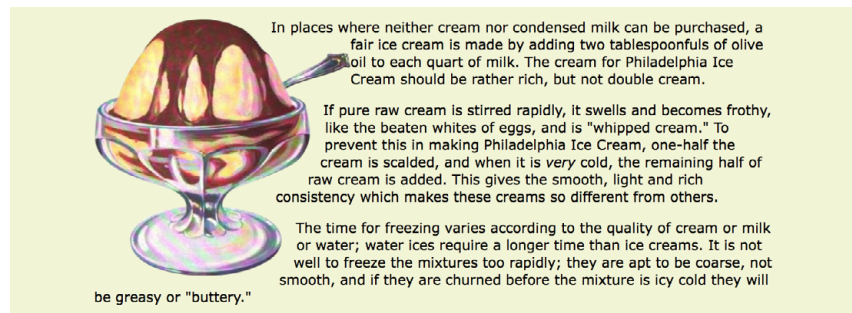 In places where neither cream nor condensed milk can be purchased, a
fair ice cream is made by adding two tablespoonfuls of olive
oil to each quart of milk. The cream for Philadelphia Ice
Cream should be rather rich, but not double cream.
If pure raw cream is stirred rapidly, it swells and becomes frothy,
like the beaten whites of eggs, and is "whipped cream." To
prevent this in making Philadelphia Ice Cream, one-half the
cream is scalded, and when it is very cold, the remaining half of
raw cream is added. This gives the smooth, light and rich
consistency which makes these creams so different from others.
The time for freezing varies according to the quality of cream or milk
or water; water ices require a longer time than ice creams. It is not
well to freeze the mixtures too rapidly; they are apt to be coarse, not
smooth, and if they are churned before the mixture is icy cold they will
be greasy or "buttery."